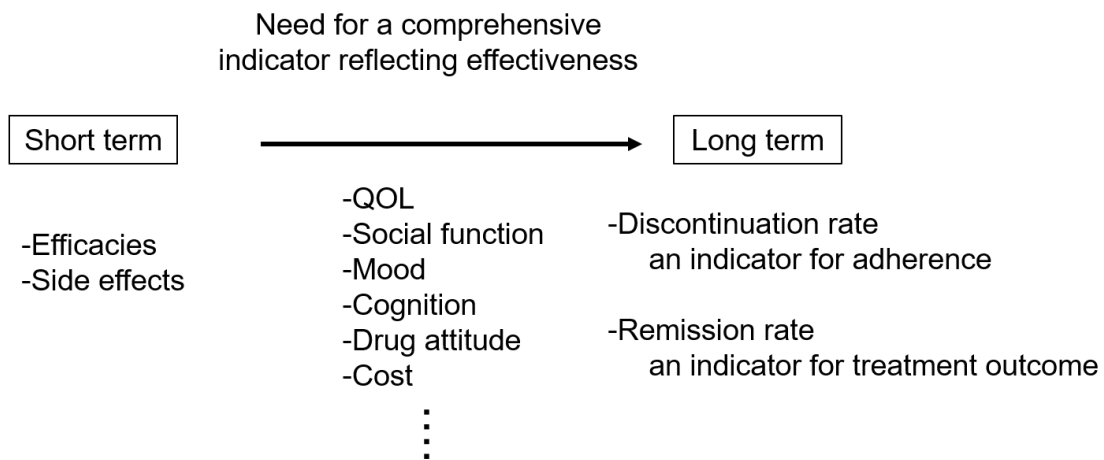 Need for a comprehensive
indicator reflecting effectiveness
Short term
Long term
-Efficacies
-Side effects
-QOL
-Social function
-Mood
-Cognition
-Drug attitude
-Cost
-Discontinuation rate
an indicator for adherence
-Remission rate
an indicator for treatment outcome